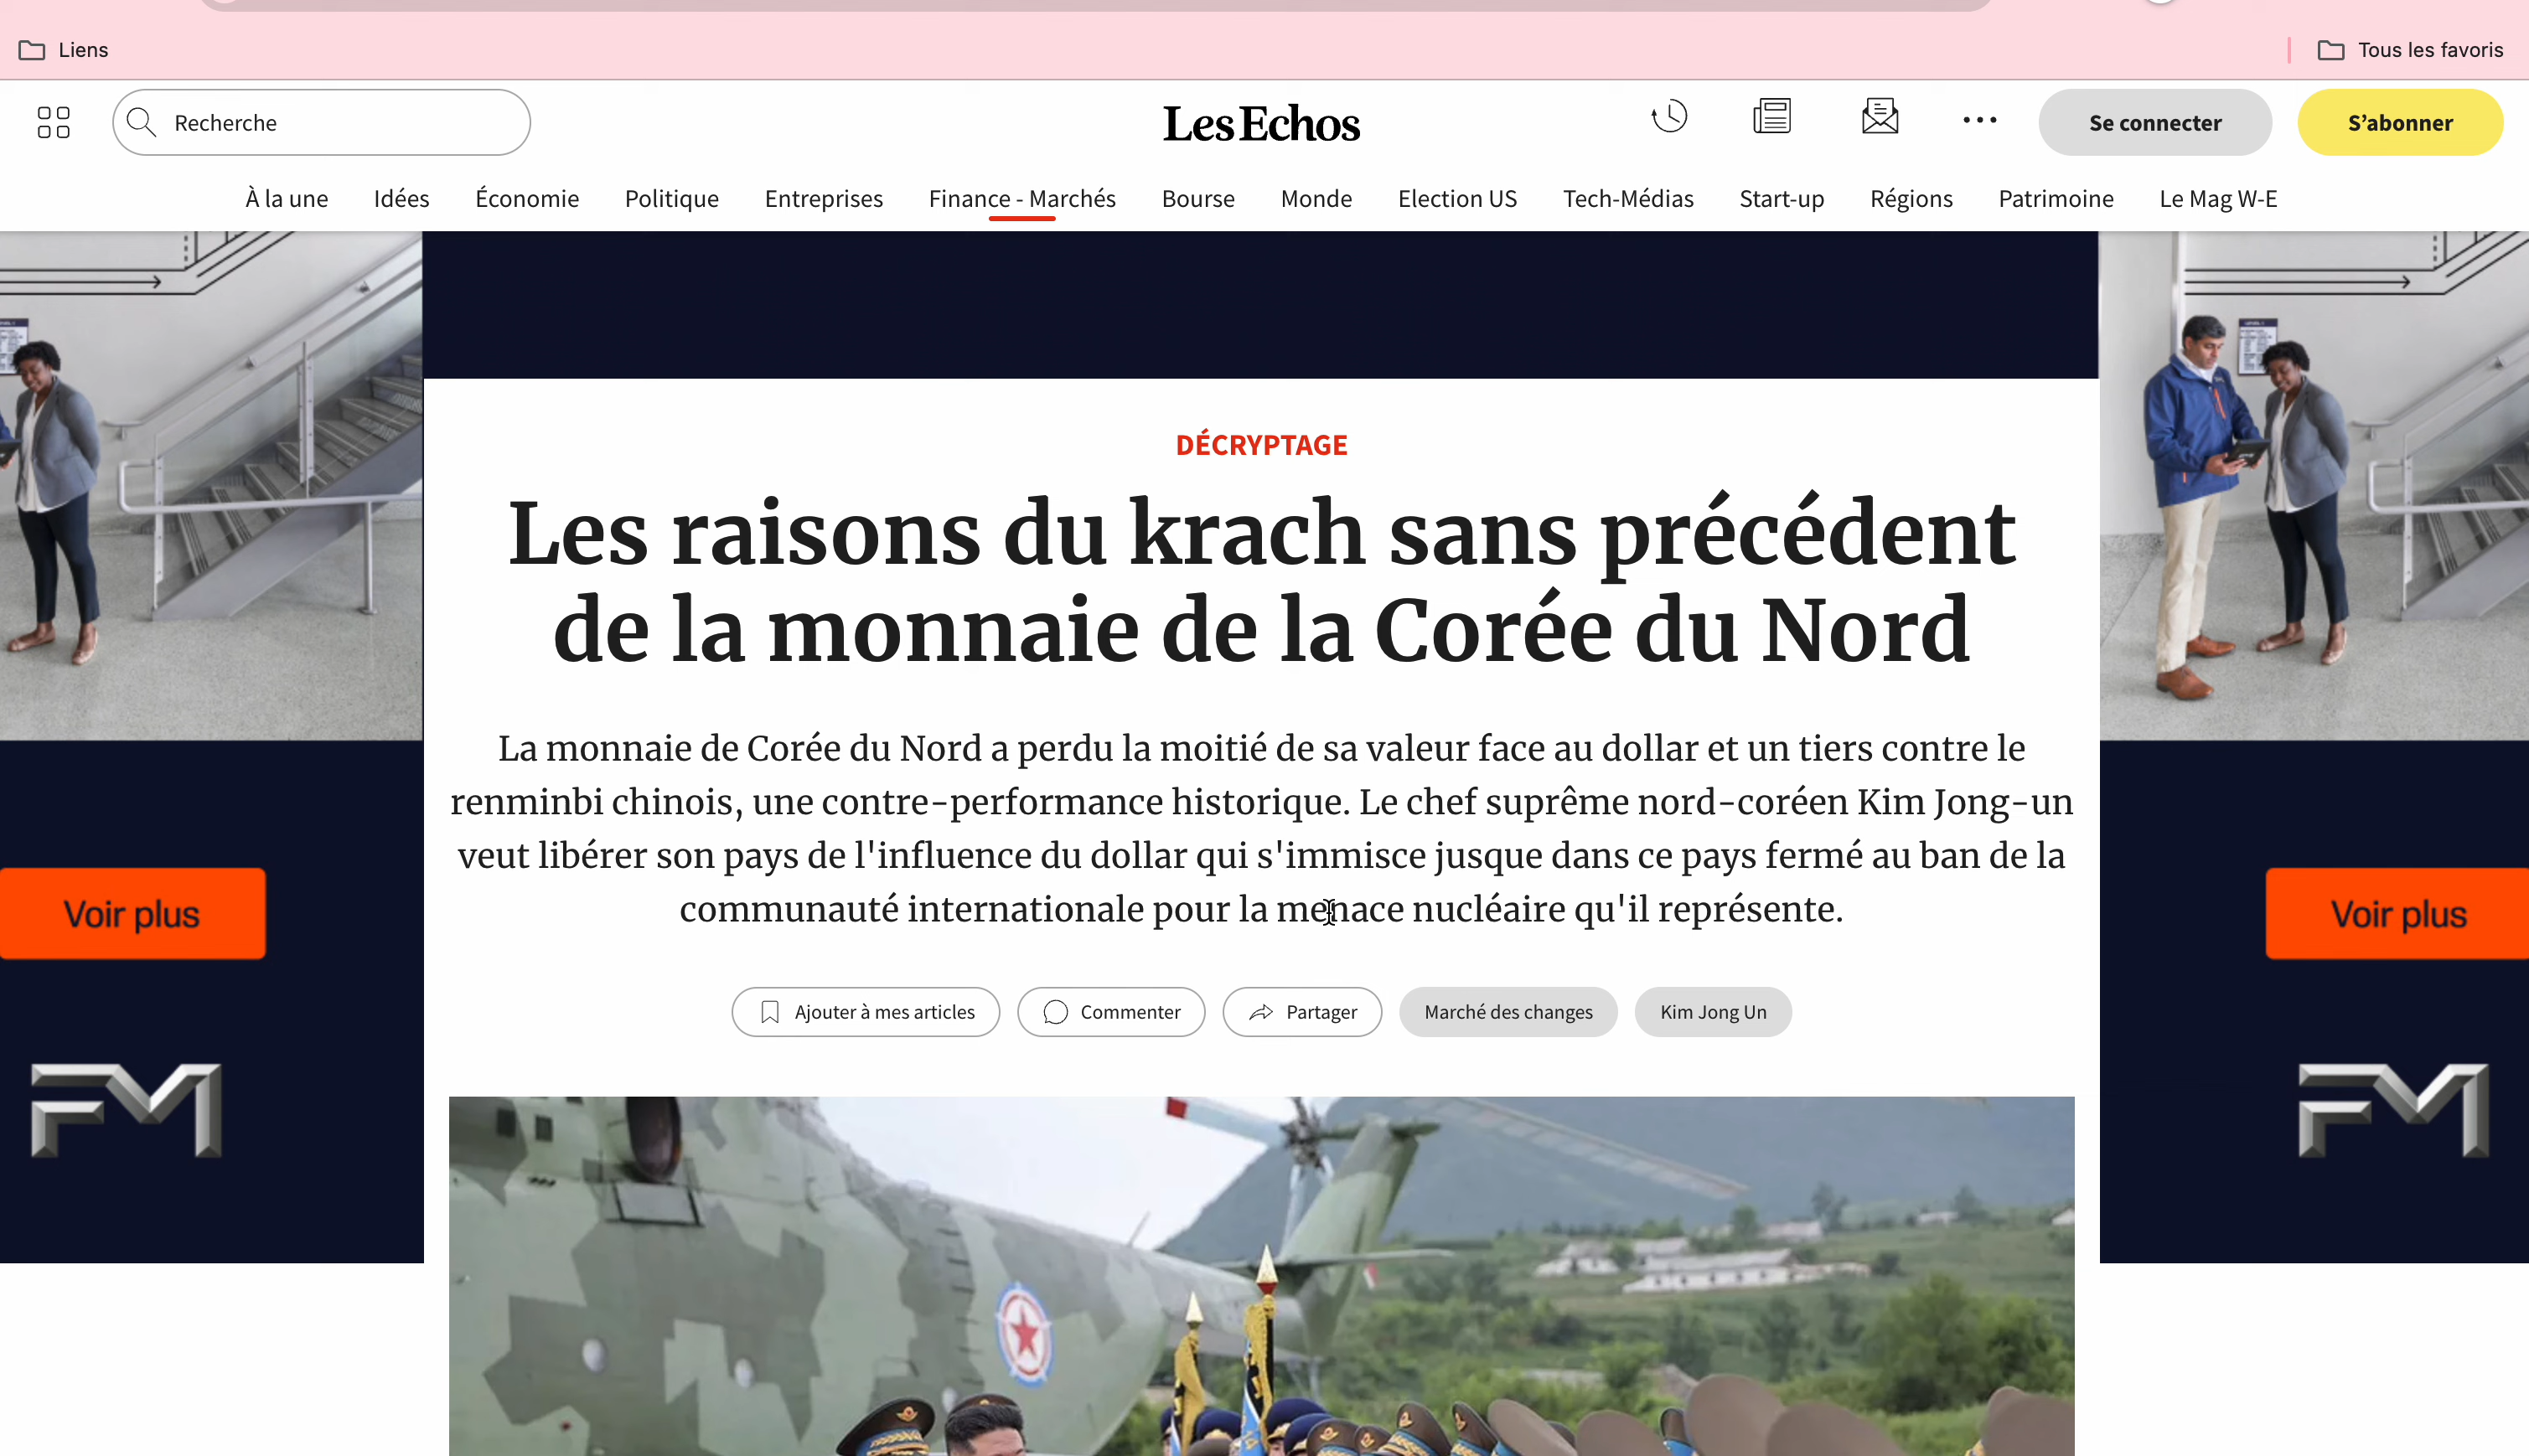 Liens
Tous les favoris
Recherche
Les Echos
Se connecter
S'abonner
À la une
Idées
Économie
Politique
Entreprises
Finance - Marchés
Bourse
Monde
Election US
Tech-Médias
Start-up
Régions
Patrimoine
Le Mag W-E
DÉCRYPTAGE
Les raisons du krach sans précédent
de la monnaie de la Corée du Nord
La monnaie de Corée du Nord a perdu la moitié de sa valeur face au dollar et un tiers contre le
renminbi chinois, une contre-performance historique. Le chef suprême nord-coréen Kim Jong-un
veut libérer son pays de l'influence du dollar qui s'immisce jusque dans ce pays fermé au ban de la
communauté internationale pour la menace nucléaire qu'il représente.
Ajouter à mes articles
Commenter
Partager
Marché des changes
Kim Jong Un
Voir plus
FM
Voir plus
FM